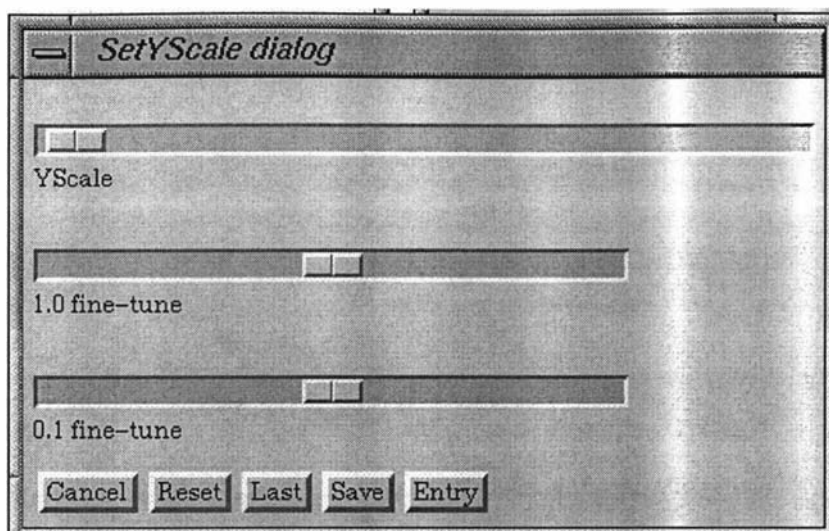 SetYScale dialog
YScale
1.0 fine-tune
0.1 fine-tune
Cancel Reset Last Save Entry